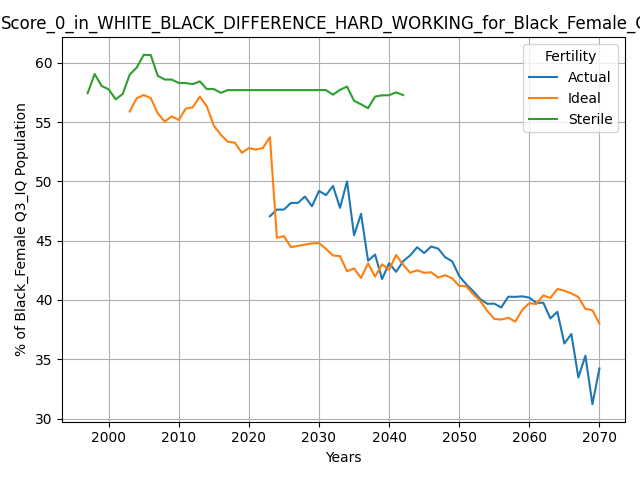 Score_0_in_WHITE_BLACK_DIFFERENCE_HARD_WORKING_for_Black_Female_
Fertility
Actual
Ideal
Sterile
% of Black_Female Q3_IQ Population
60
55
50
45
40
35
30
2000 2010 2020 2030 2040 2050 2060 2070
Years